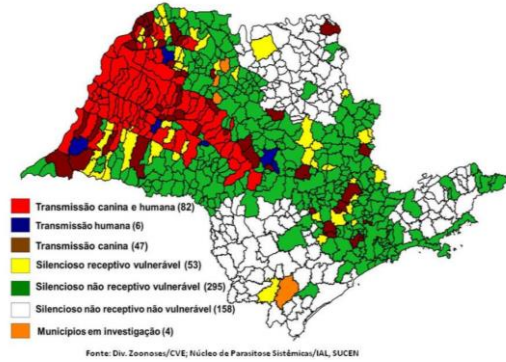 Transmissão canina e humana (82)
Transmissão humana (6)
Transmissão canina (47)
Silencioso receptivo vulnerável (53)
Silencioso não receptivo vulnerável (295)
Silencioso não receptivo não vulnerável (158)
Municípios em investigação (4)
Fonte: Div. Zoonoses/CVE; Núcleo de Parasitose Sistêmicas/IAL, SUCEN